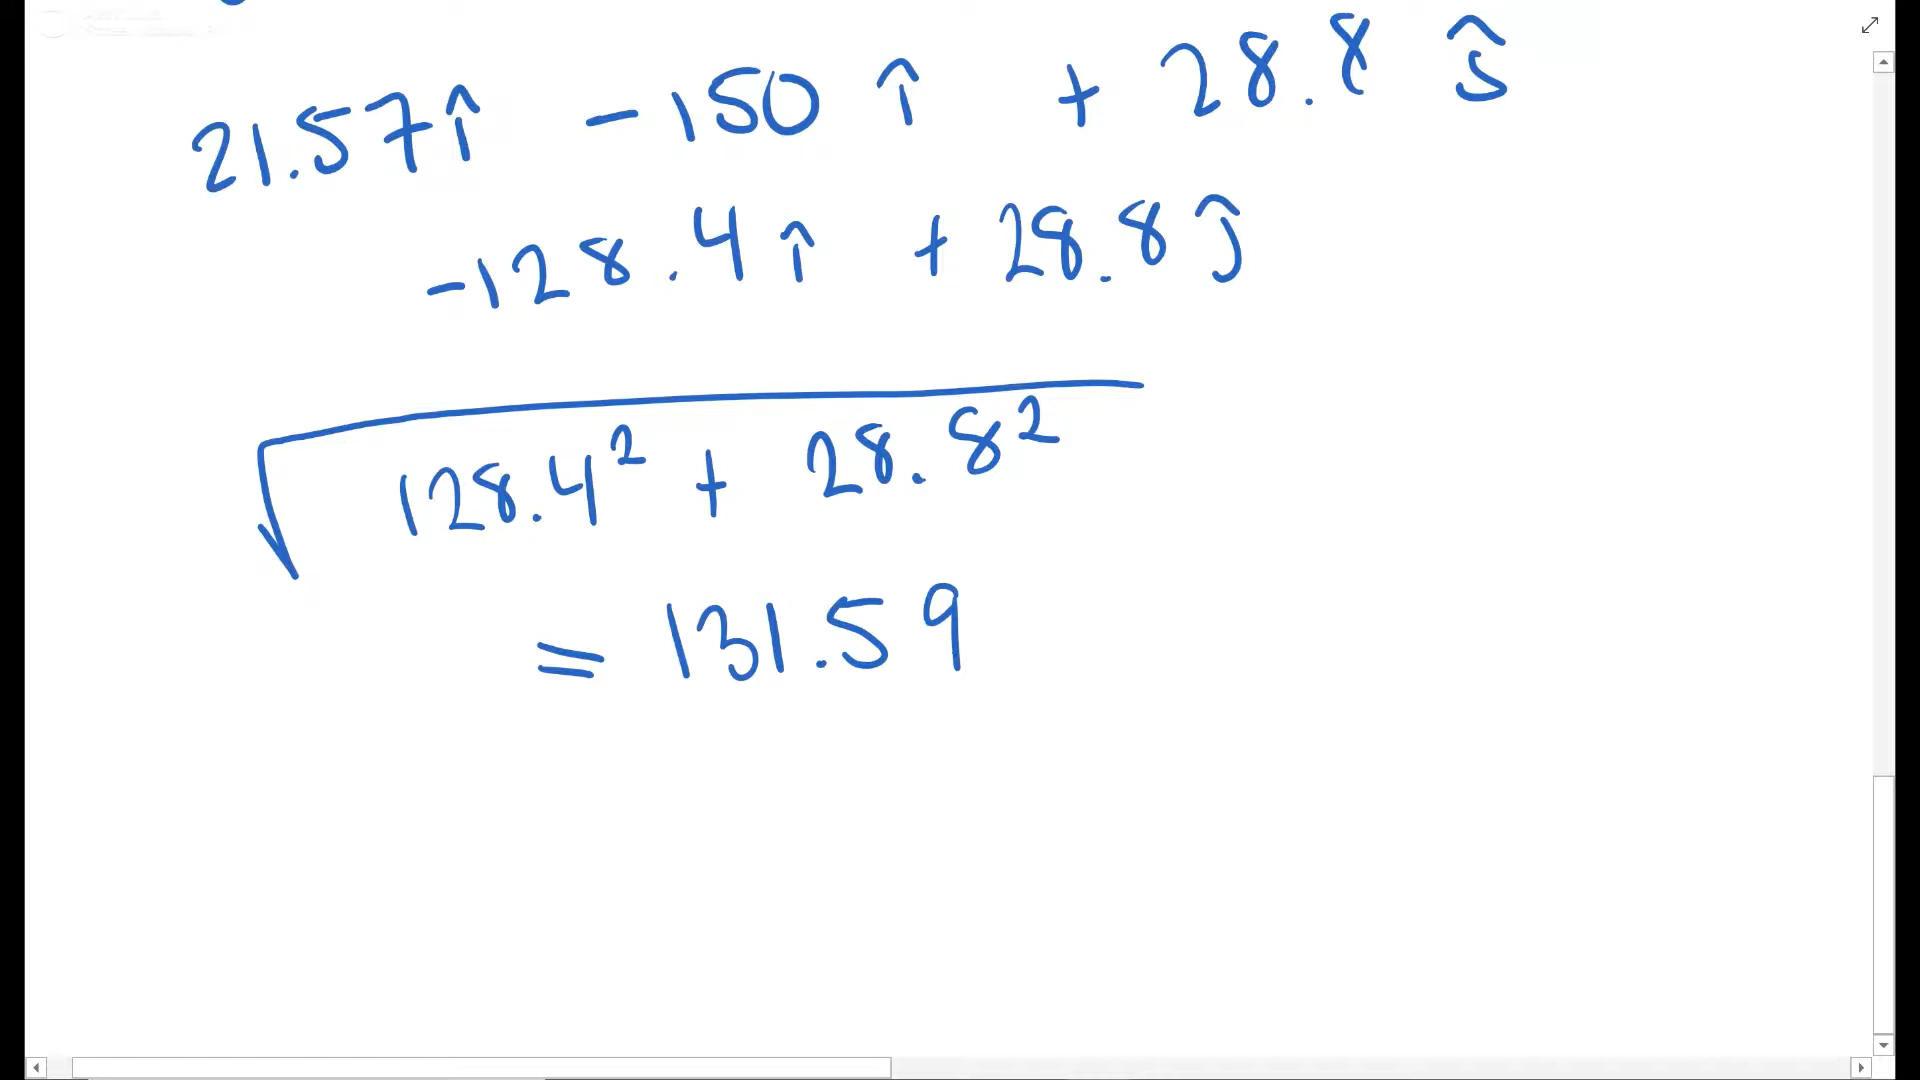 21.57î -150 î + 28.8 ĵ
-128.4 î + 28.8 ĵ
√128.4² + 28.8²
= 131.59